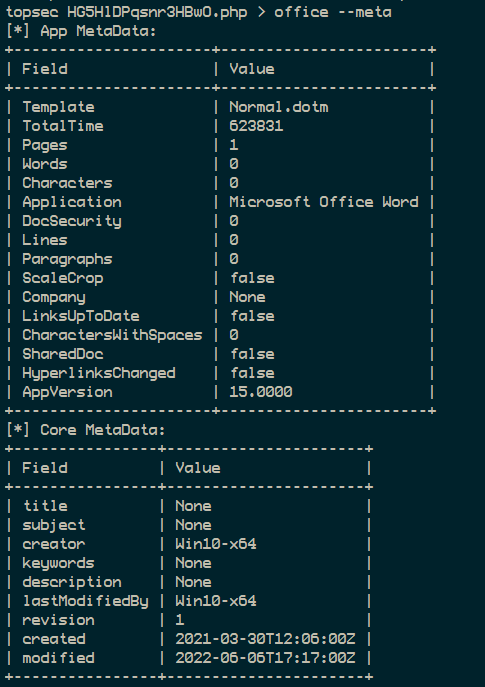 topsec HG5HlDPqsnr3HBwO.php > office --meta
[*] App MetaData:
+----------------------+----------------------+
| Field                | Value                |
+----------------------+----------------------+
| Template             | Normal.dotm          |
| TotalTime            | 623831               |
| Pages                | 1                    |
| Words                | 0                    |
| Characters           | 0                    |
| Application          | Microsoft Office Word |
| DocSecurity          | 0                    |
| Lines                | 0                    |
| Paragraphs           | 0                    |
| ScaleCrop            | false                |
| Company              | None                 |
| LinksUpToDate        | false                |
| CharactersWithSpaces | 0                    |
| SharedDoc            | false                |
| HyperlinksChanged    | false                |
| AppVersion           | 15.0000              |
+----------------------+----------------------+
[*] Core MetaData:
+----------------+----------------------+
| Field          | Value                |
+----------------+----------------------+
| title          | None                 |
| subject        | None                 |
| creator        | Win10-x64            |
| keywords       | None                 |
| description    | None                 |
| lastModifiedBy | Win10-x64            |
| revision       | 1                    |
| created        | 2021-03-30T12:06:00Z |
| modified       | 2022-06-06T17:17:00Z |
+----------------+----------------------+